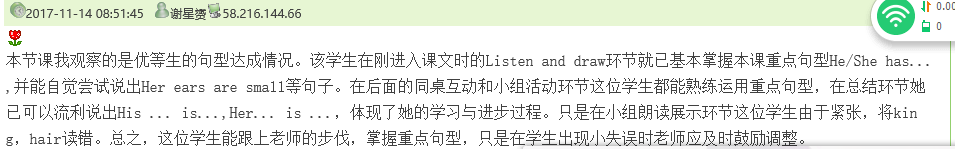 2017-11-14 08:51:45 谢星赟 58.216.144.66
0.00
0
本节课我观察的是优等生的句型达成情况。该学生在刚进入课文时的Listen and draw环节就已基本掌握本课重点句型He/She has...
,并能自觉尝试说出Her ears are small等句子。在后面的同桌互动和小组活动环节这位学生都能熟练运用重点句型，在总结环节她
已可以流利说出His ... is...,Her... is ...，体现了她的学习与进步过程。只是在小组朗读展示环节这位学生由于紧张，将kin
g，hair读错。总之，这位学生能跟上老师的步伐，掌握重点句型，只是在学生出现小失误时老师应及时鼓励调整。